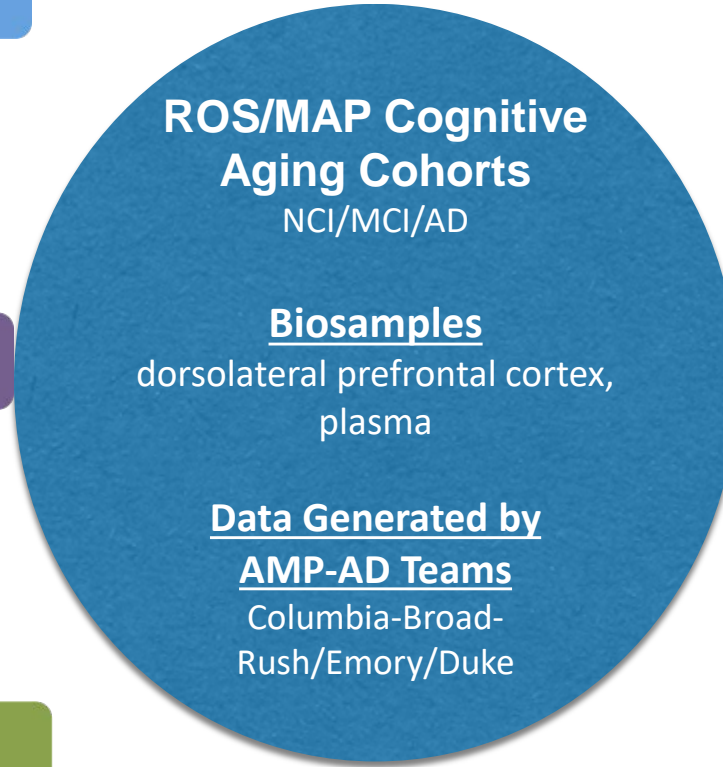 ROS/MAP Cognitive
Aging Cohorts
NCI/MCI/AD
Biosamples
dorsolateral prefrontal cortex,
plasma
Data Generated by
AMP-AD Teams
Columbia-Broad-
Rush/Emory/Duke